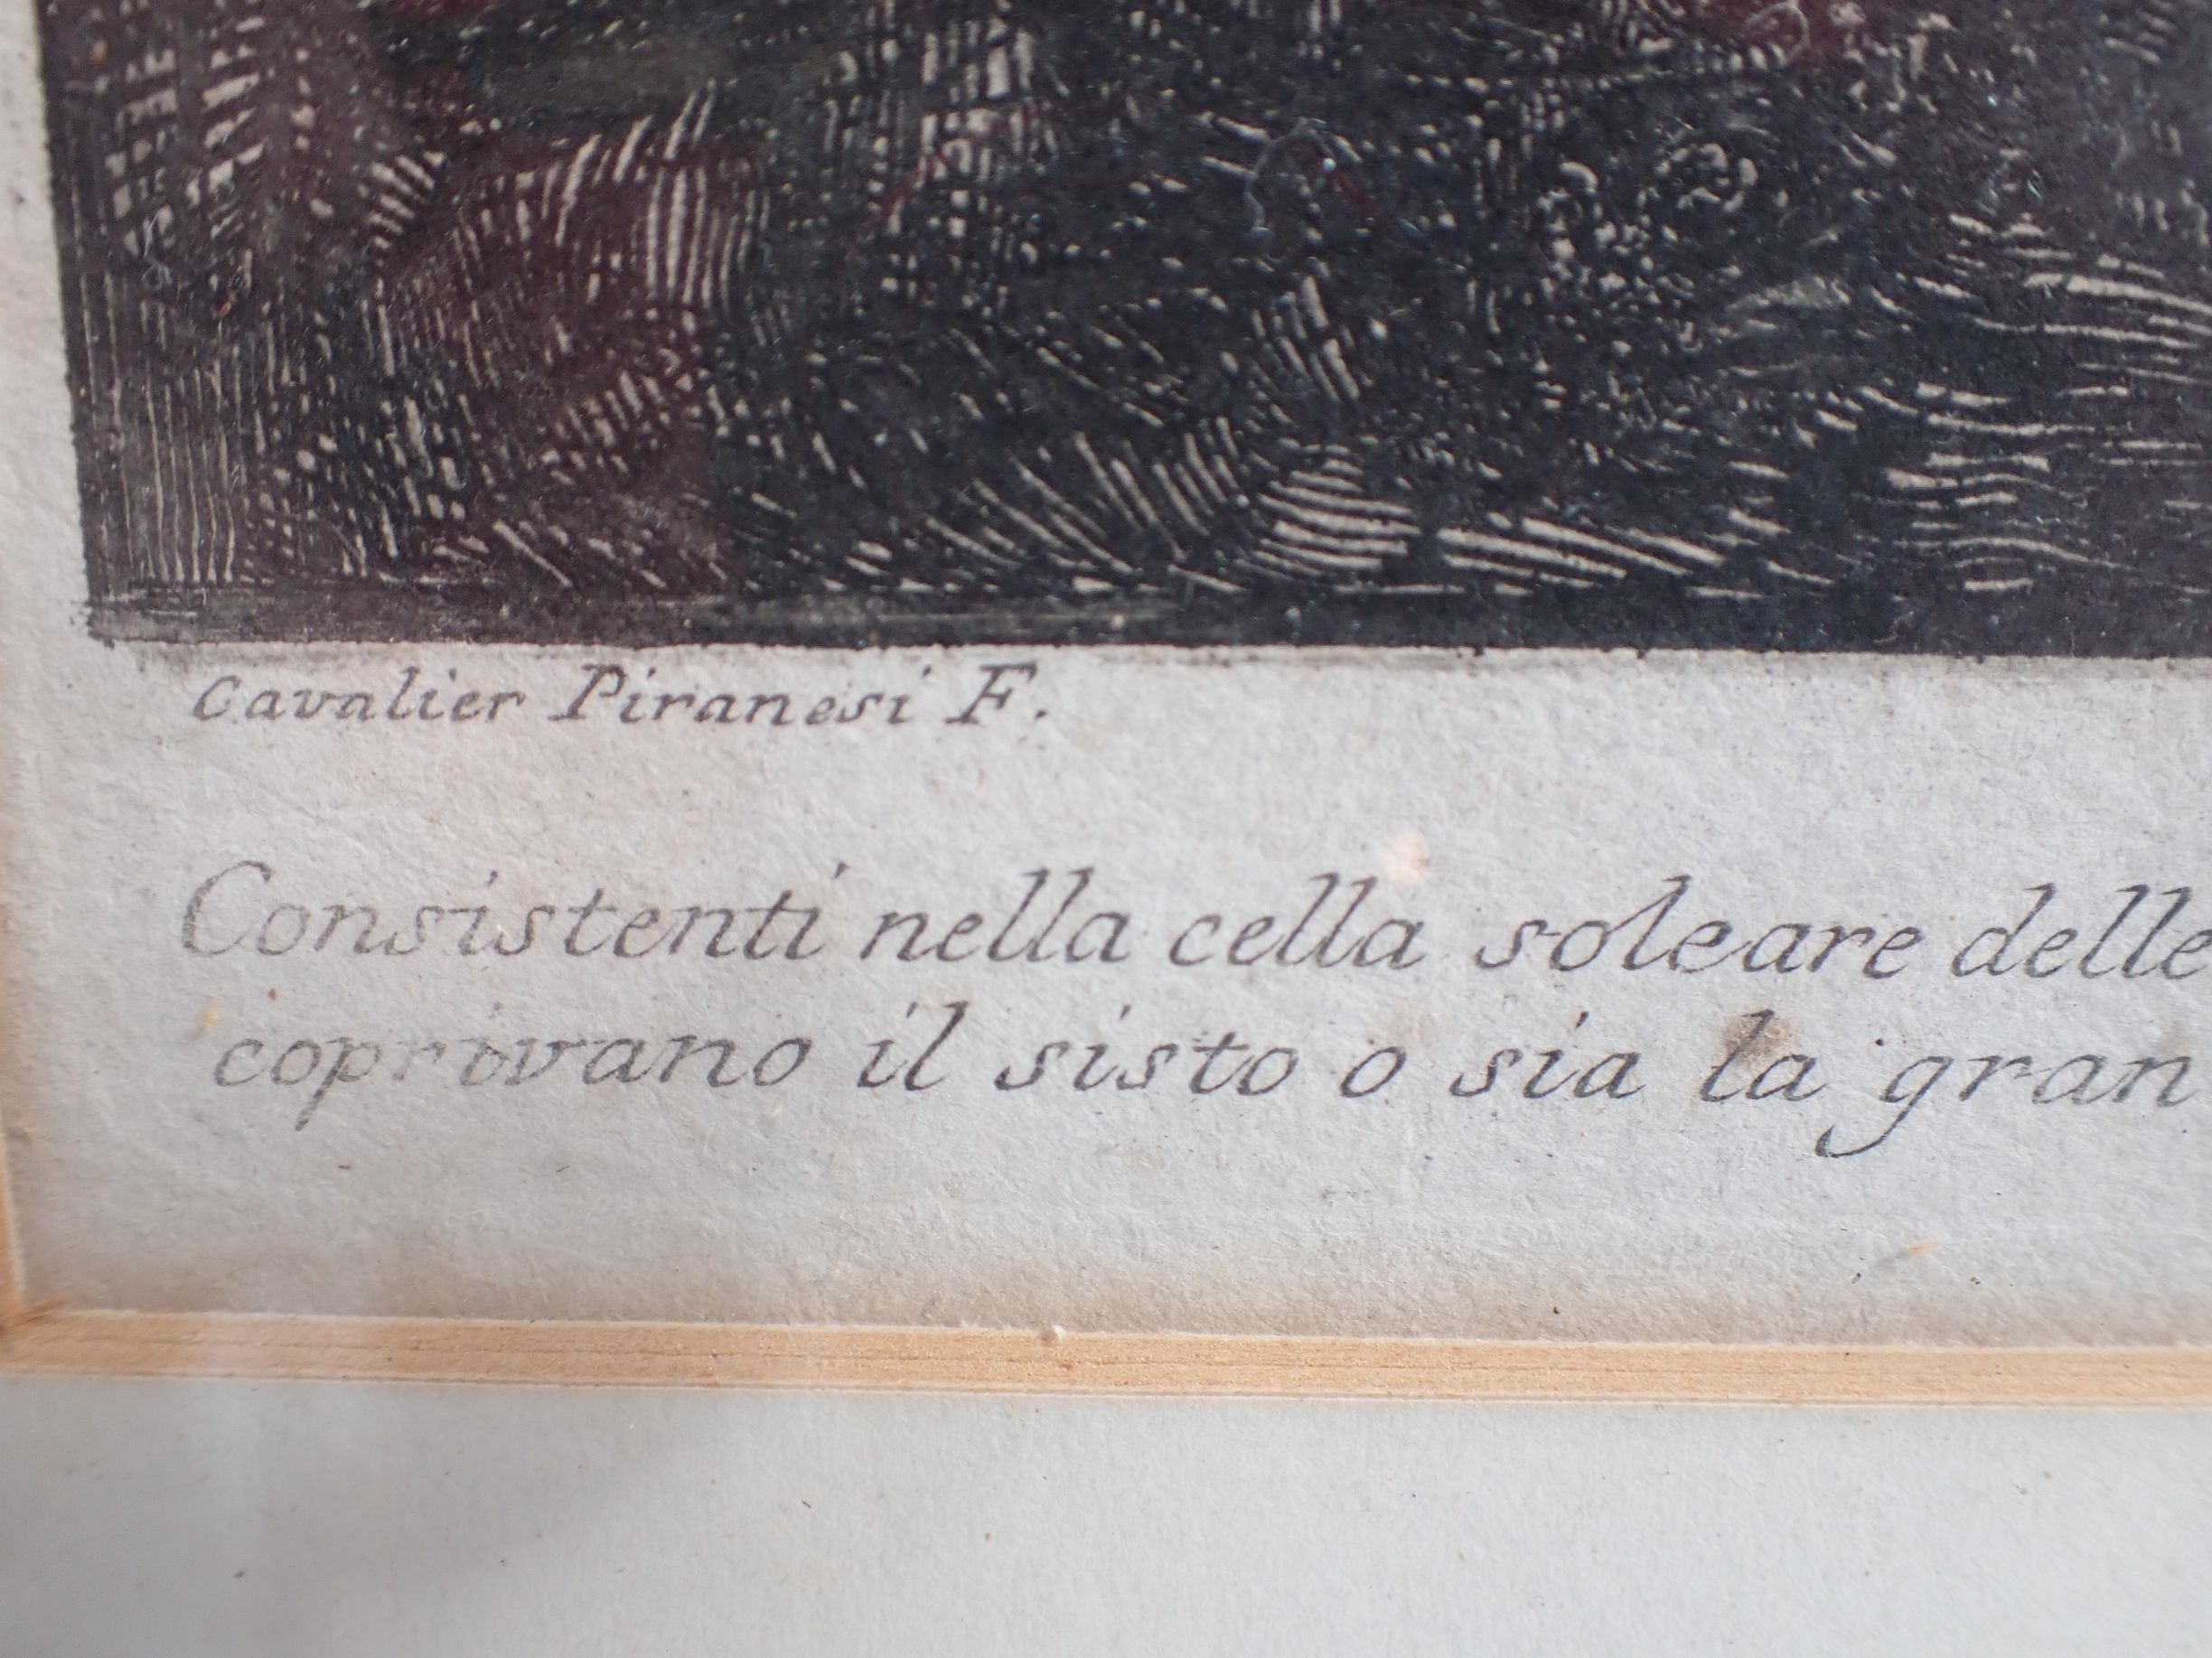 Cavalier Piranesi F.
Consistenti nella cella soleare delle
coprivano il sisto o sia la gran